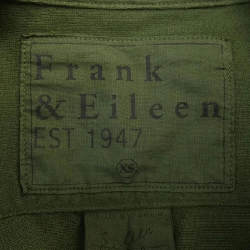 Frank
& Eileen
EST 1947
XS